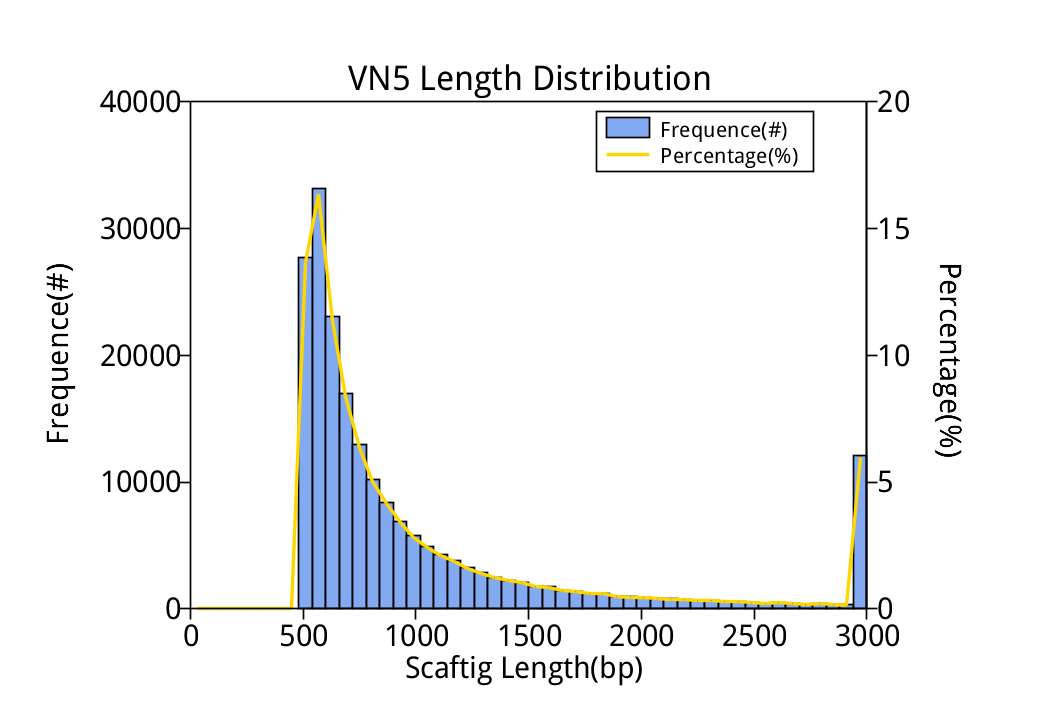 VN5 Length Distribution
Frequence(#)
Percentage(%)
40000
30000
20000
10000
0
20
15
10
5
0
Frequence(#)
Percentage(%)
0 500 1000 1500 2000 2500 3000
Scaftig Length(bp)